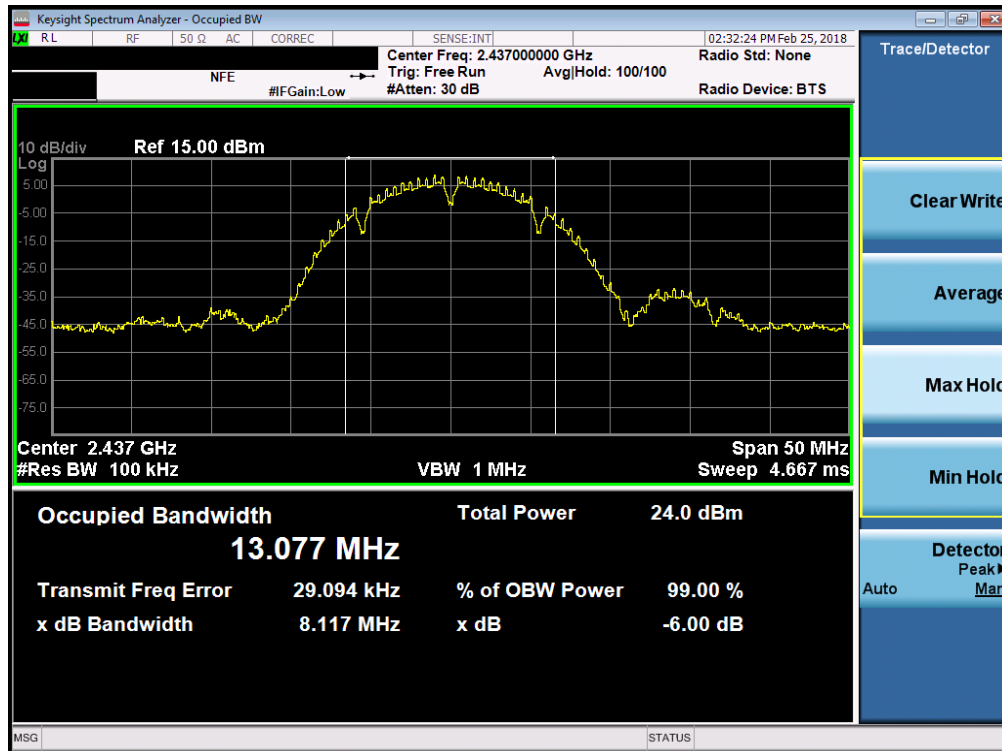 Keysight Spectrum Analyzer - Occupied BW
LXI RL RF 50 Ω AC CORREC SENSE:INT 02:32:24 PM Feb 25, 2018
Center Freq: 2.437000000 GHz Radio Std: None
NFE Trig: Free Run Avg|Hold: 100/100
#IFGain:Low #Atten: 30 dB Radio Device: BTS
Trace/Detector
10 dB/div Ref 15.00 dBm
Log
5.00
-5.00
-15.0
-25.0
-35.0
-45.0
-55.0
-65.0
-75.0
Center 2.437 GHz Span 50 MHz
#Res BW 100 kHz VBW 1 MHz Sweep 4.667 ms
Occupied Bandwidth Total Power 24.0 dBm
13.077 MHz
Transmit Freq Error 29.094 kHz % of OBW Power 99.00 %
x dB Bandwidth 8.117 MHz x dB -6.00 dB
Clear Write
Average
Max Hold
Min Hold
Detector
Peak
Auto Man
MSG STATUS